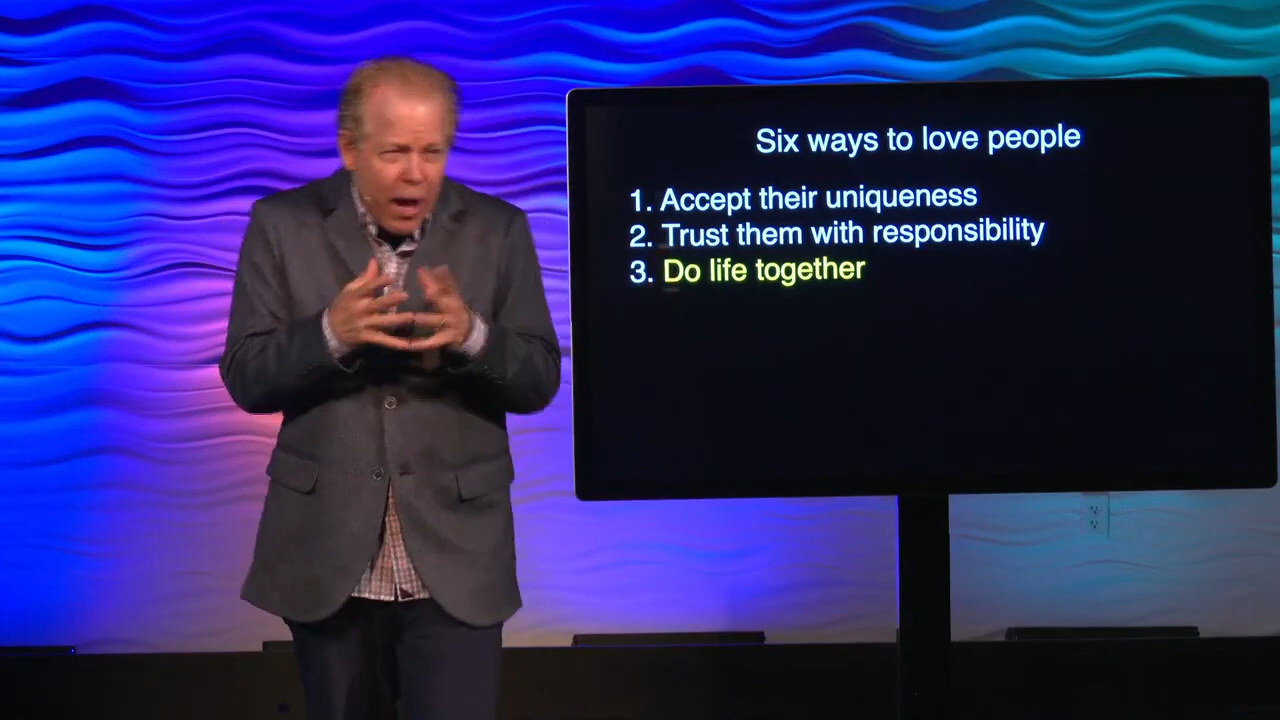 Six ways to love people
1. Accept their uniqueness
2. Trust them with responsibility
3. Do life together